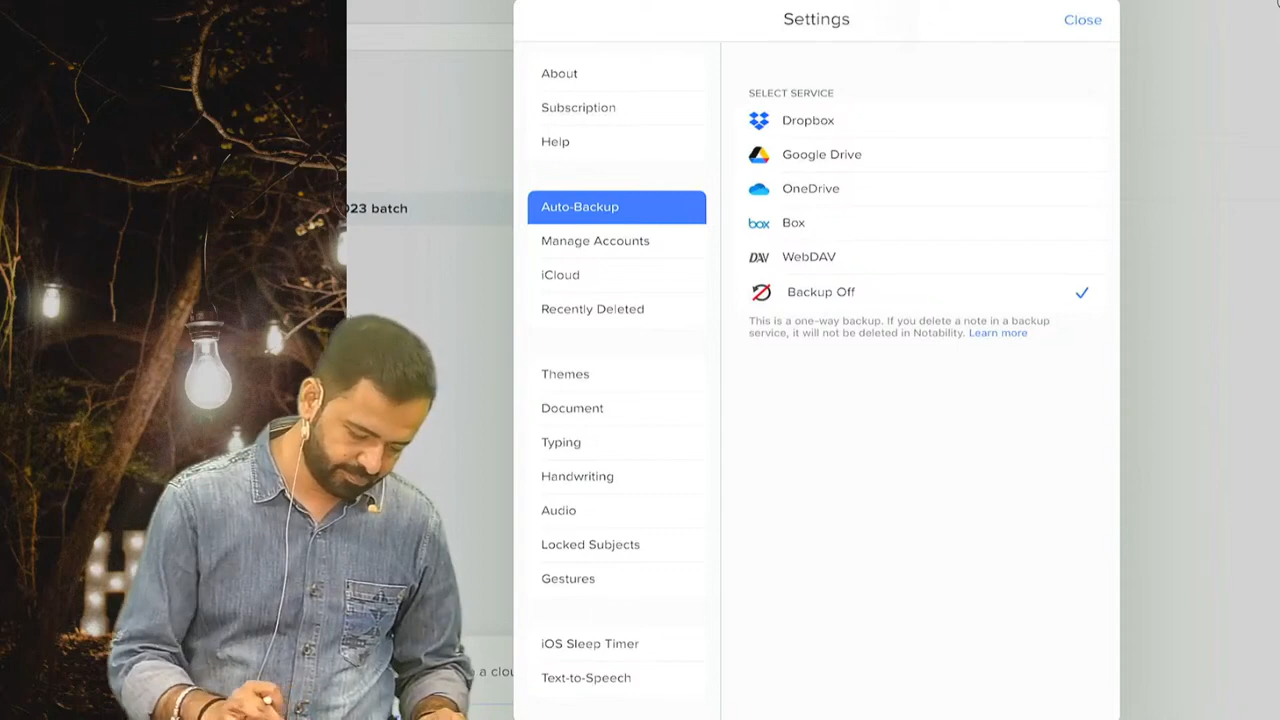 Settings
Close
About
Subscription
Help
Auto-Backup
Manage Accounts
iCloud
Recently Deleted
Themes
Document
Typing
Handwriting
Audio
Locked Subjects
Gestures
iOS Sleep Timer
Text-to-Speech
SELECT SERVICE
Dropbox
Google Drive
OneDrive
box Box
DAV WebDAV
Backup Off
This is a one-way backup. If you delete a note in a backup
service, it will not be deleted in Notability. Learn more
023 batch
a clou